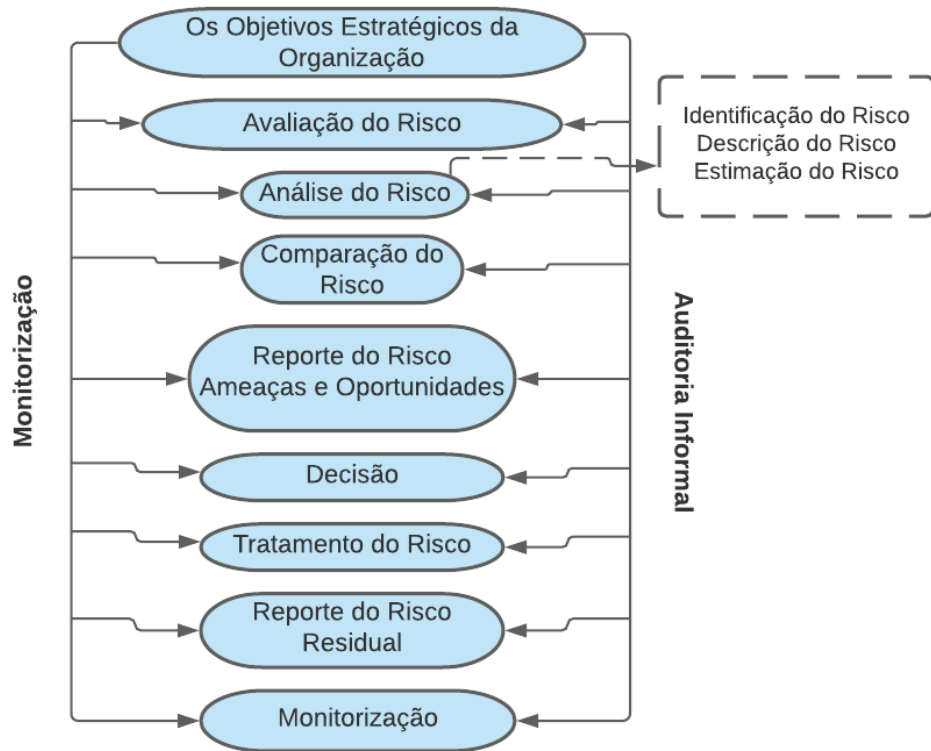 Os Objetivos Estratégicos da
Organização
Avaliação do Risco
Identificação do Risco
Descrição do Risco
Estimação do Risco
Análise do Risco
Comparação do
Risco
Monitorização
Auditoria Informal
Reporte do Risco
Ameaças e Oportunidades
Decisão
Tratamento do Risco
Reporte do Risco
Residual
Monitorização